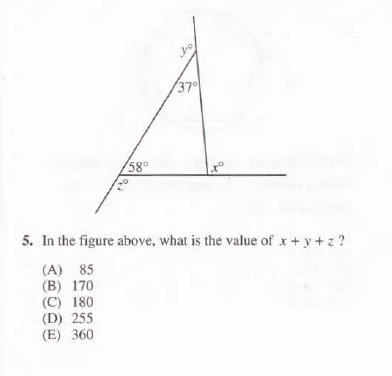 y°
37°
58°
x°
z°
5. In the figure above, what is the value of x + y + z ?
(A) 85
(B) 170
(C) 180
(D) 255
(E) 360